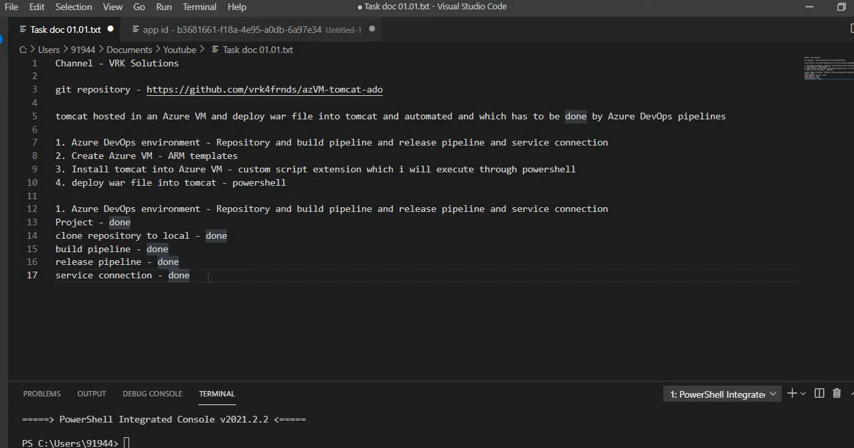 File Edit Selection View Go Run Terminal Help
● Task doc 01.01.txt - Visual Studio Code
Task doc 01.01.txt ●
app id - b3681661-f18a-4e95-a0db-6a97e34 Untitled-1 ●
C: > Users > 91944 > Documents > Youtube > Task doc 01.01.txt
1 Channel - VRK Solutions
2
3 git repository - https://github.com/vrk4frnds/azVM-tomcat-ado
4
5 tomcat hosted in an Azure VM and deploy war file into tomcat and automated and which has to be done by Azure DevOps pipelines
6
7 1. Azure DevOps environment - Repository and build pipeline and release pipeline and service connection
8 2. Create Azure VM - ARM templates
9 3. Install tomcat into Azure VM - custom script extension which i will execute through powershell
10 4. deploy war file into tomcat - powershell
11
12 1. Azure DevOps environment - Repository and build pipeline and release pipeline and service connection
13 Project - done
14 clone repository to local - done
15 build pipeline - done
16 release pipeline - done
17 service connection - done
PROBLEMS OUTPUT DEBUG CONSOLE TERMINAL
1: PowerShell Integrate
=====> PowerShell Integrated Console v2021.2.2 <=====
PS C:\Users\91944>